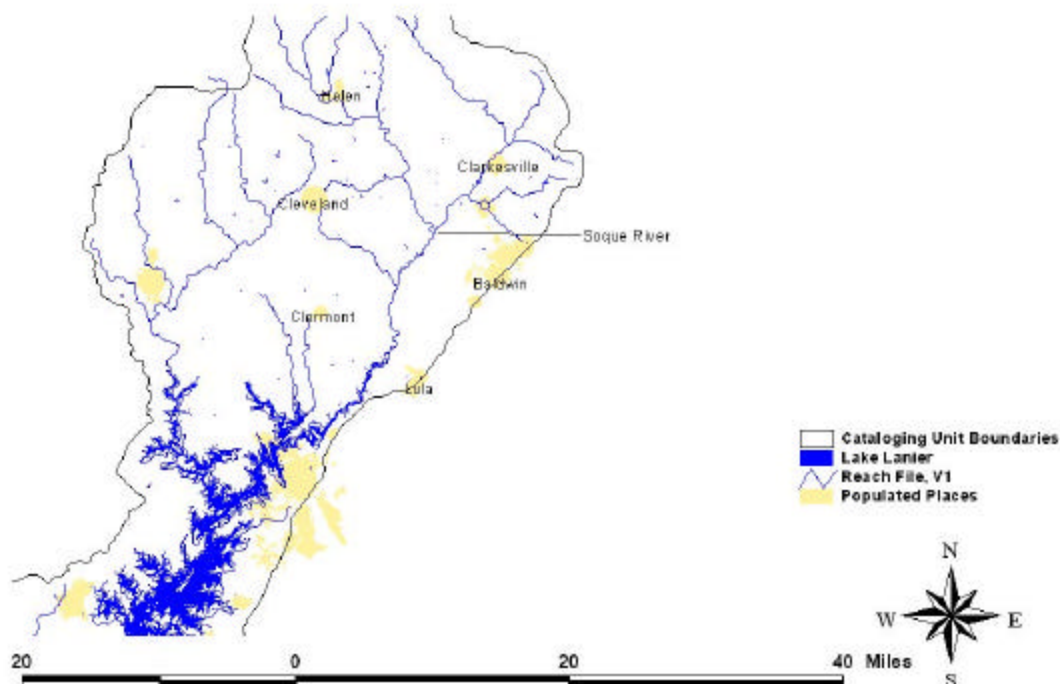 Helen
Clarkesville
Cleveland
Soque River
Baldwin
Clermont
Lula
Cataloging Unit Boundaries
Lake Lanier
Reach File, V1
Populated Places
N
W E
S
20 0 20 40 Miles